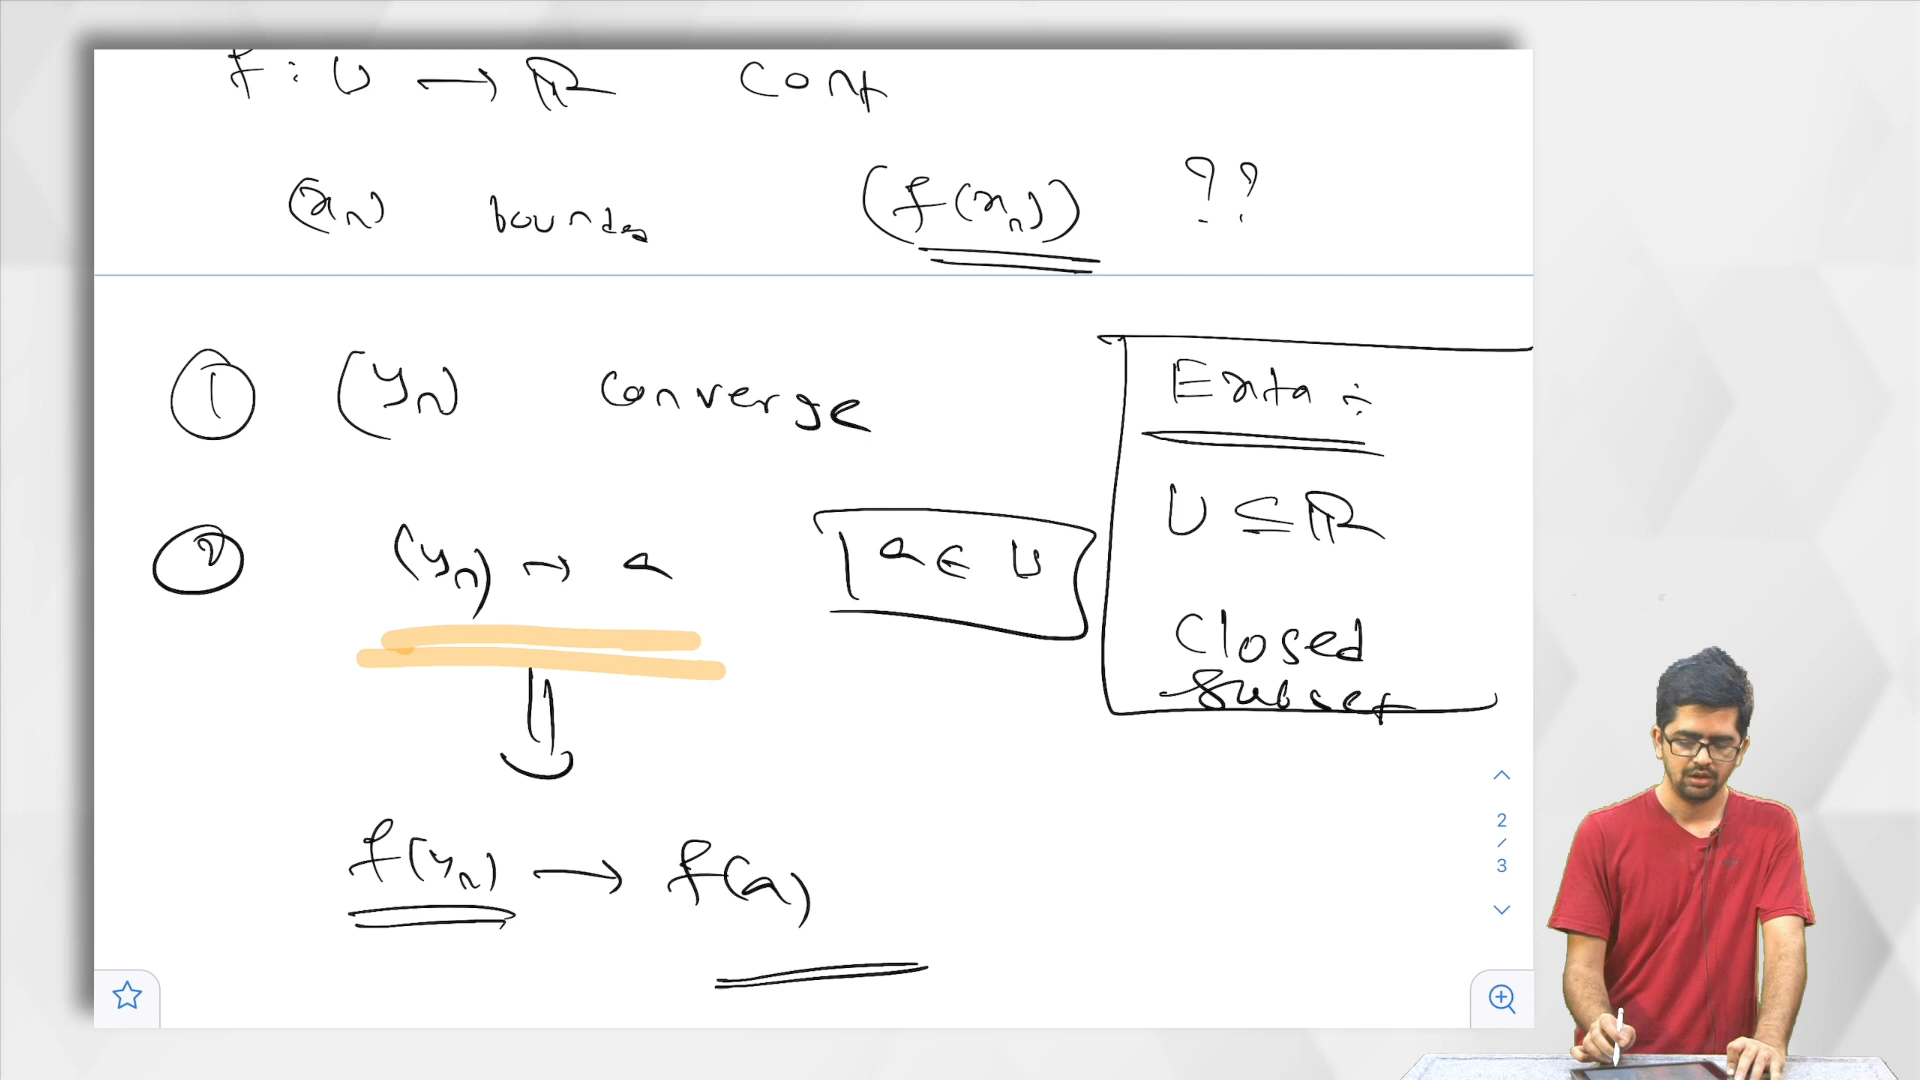 f : U → ℝ cont
(xₙ) bounded (f(xₙ)) ??
① (yₙ) converge
Extra ÷
② (yₙ) → a
a ∈ U
U ⊆ ℝ
Closed
subset
f(yₙ) → f(a)
2
/
3